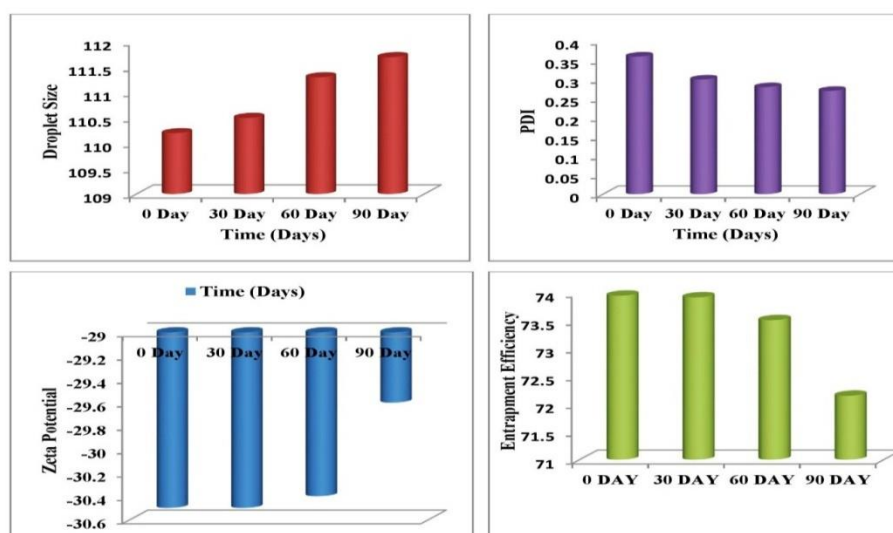 112
111.5
111
110.5
110
109.5
109
Droplet Size
0 Day 30 Day 60 Day 90 Day
Time (Days)
0.4
0.35
0.3
0.25
0.2
0.15
0.1
0.05
0
PDI
0 Day 30 Day 60 Day 90 Day
Time (Days)
Time (Days)
-29
-29.2
-29.4
-29.6
-29.8
-30
-30.2
-30.4
-30.6
Zeta Potential
0 Day 30 Day 60 Day 90 Day
74
73.5
73
72.5
72
71.5
71
Entrapment Efficiency
0 DAY 30 DAY 60 DAY 90 DAY